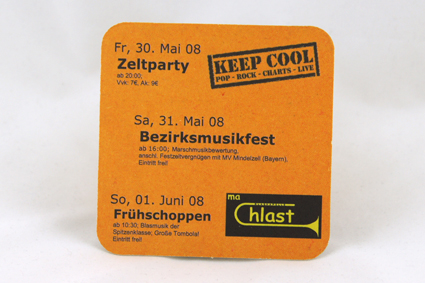 Fr, 30. Mai 08
Zeltparty
ab 20:00;
Vvk: 7€, Ak: 9€
KEEP COOL
POP - ROCK - CHARTS - LIVE
Sa, 31. Mai 08
Bezirksmusikfest
ab 16:00; Marschmusikbewertung,
anschl. Festzeltvergnügen mit MV-Mindelzell (Bayern),
Eintritt frei!
So, 01. Juni 08
Frühschoppen
ab 10:30; Blasmusik der
Spitzenklasse; Große Tombola!
Eintritt frei!
ma
Chlast